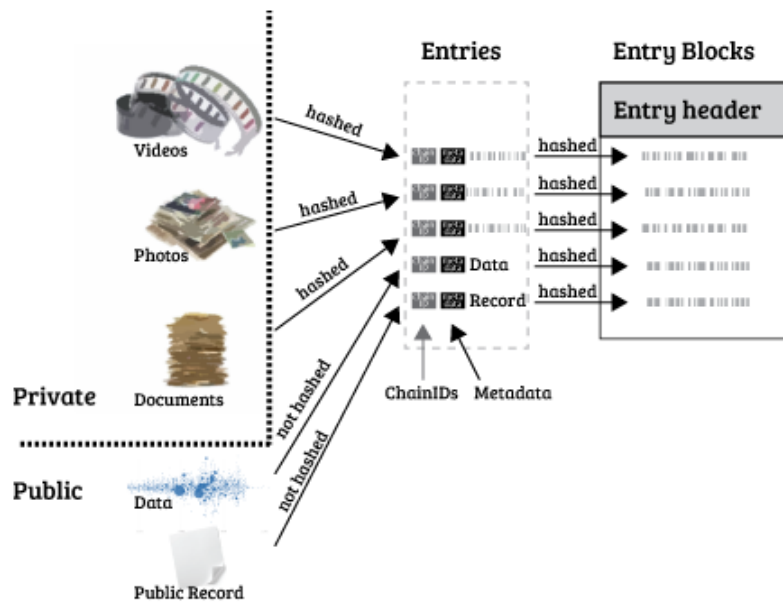 Entries
Entry Blocks
Entry header
Videos
hashed
hashed
Photos
hashed
hashed
hashed
hashed
Data
hashed
Record
hashed
hashed
ChainIDs
Metadata
Private
Documents
not hashed
not hashed
Public
Data
Public Record